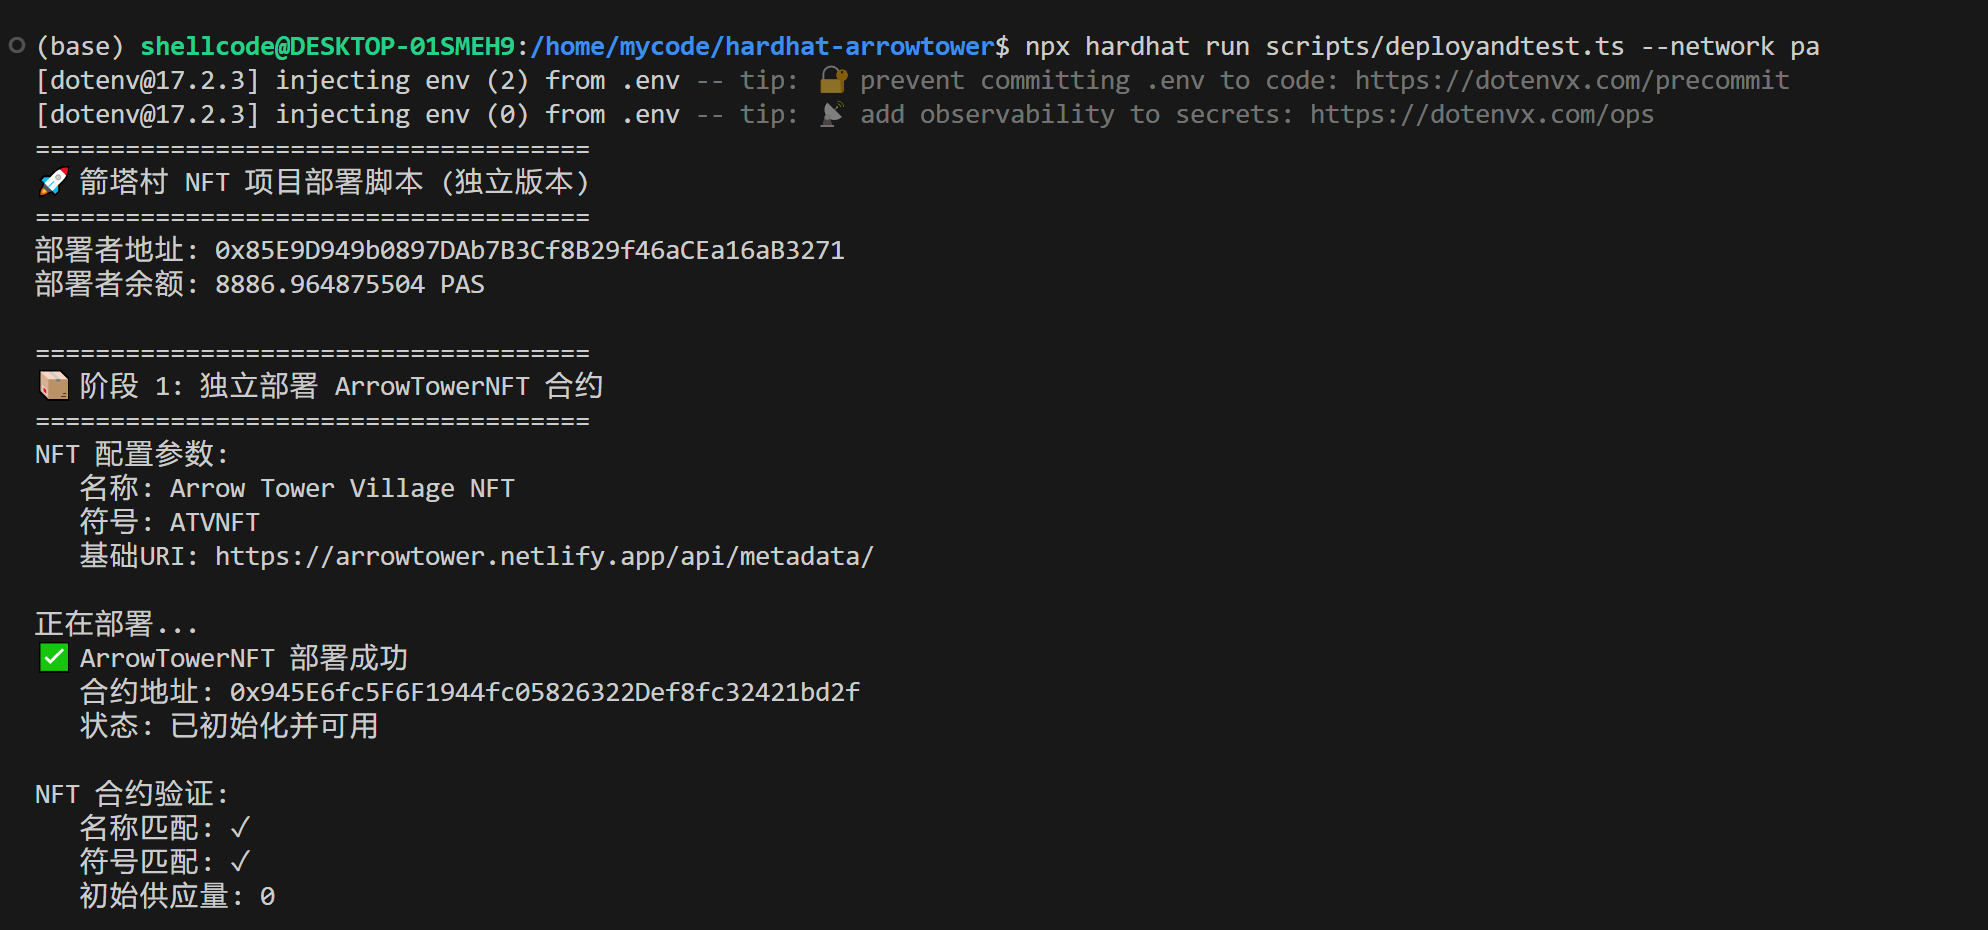 (base) shellcode@DESKTOP-01SMEH9:/home/mycode/hardhat-arrowtower$ npx hardhat run scripts/deployandtest.ts --network pa
[dotenv@17.2.3] injecting env (2) from .env -- tip: 🔐 prevent committing .env to code: https://dotenvx.com/precommit
[dotenv@17.2.3] injecting env (0) from .env -- tip: 📡 add observability to secrets: https://dotenvx.com/ops
=====================================
🚀 箭塔村 NFT 项目部署脚本 (独立版本)
=====================================
部署者地址: 0x85E9D949b0897DAb7B3Cf8B29f46aCEa16aB3271
部署者余额: 8886.964875504 PAS
=====================================
📦 阶段 1: 独立部署 ArrowTowerNFT 合约
=====================================
NFT 配置参数:
名称: Arrow Tower Village NFT
符号: ATVNFT
基础URI: https://arrowtower.netlify.app/api/metadata/
正在部署...
✅ ArrowTowerNFT 部署成功
合约地址: 0x945E6fc5F6F1944fc05826322Def8fc32421bd2f
状态: 已初始化并可用
NFT 合约验证:
名称匹配: ✓
符号匹配: ✓
初始供应量: 0